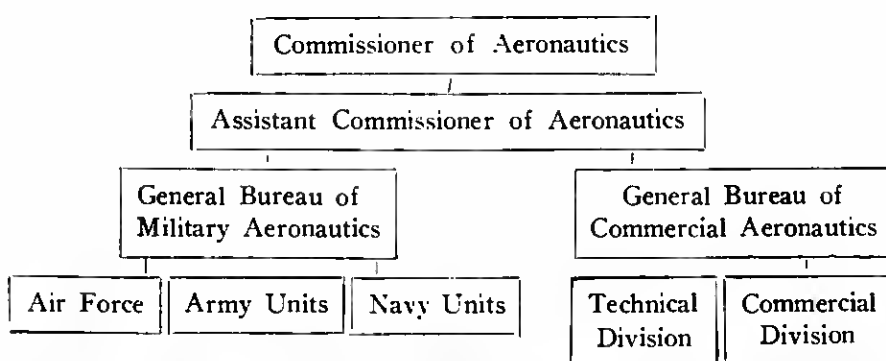 Commissioner of Aeronautics
Assistant Commissioner of Aeronautics
General Bureau of
Military Aeronautics
General Bureau of
Commercial Aeronautics
Air Force
Army Units
Navy Units
Technical
Division
Commercial
Division